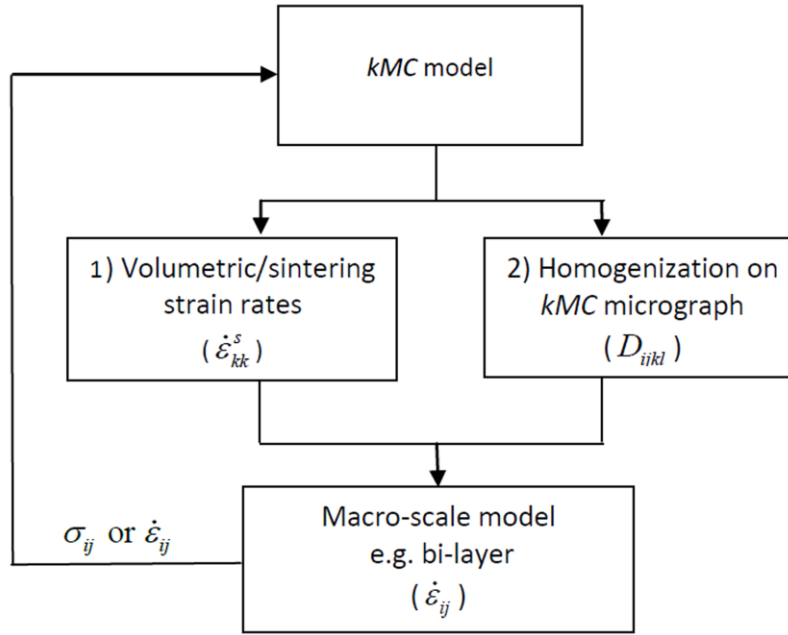 kMC model
1) Volumetric/sintering
strain rates
( ε̇ˢₖₖ )
2) Homogenization on
kMC micrograph
( Dᵢⱼₖₗ )
σᵢⱼ or ε̇ᵢⱼ
Macro-scale model
e.g. bi-layer
( ε̇ᵢⱼ )